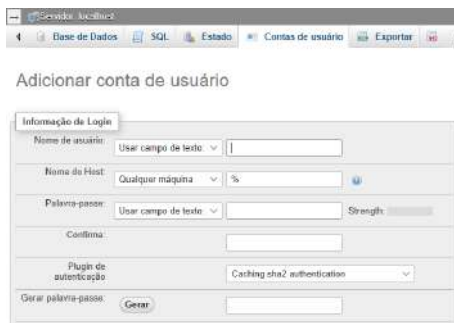 Servidor: localhost
Base de Dados SQL Estado Contas de usuário Exportar
Adicionar conta de usuário
Informação de Login
Nome de usuário: Usar campo de texto:
Nome do Host: Qualquer máquina %
Palavra-passe: Usar campo de texto: Strength:
Confirma:
Plugin de
autenticação
Caching sha2 authentication
Gerar palavra-passe: Gerar